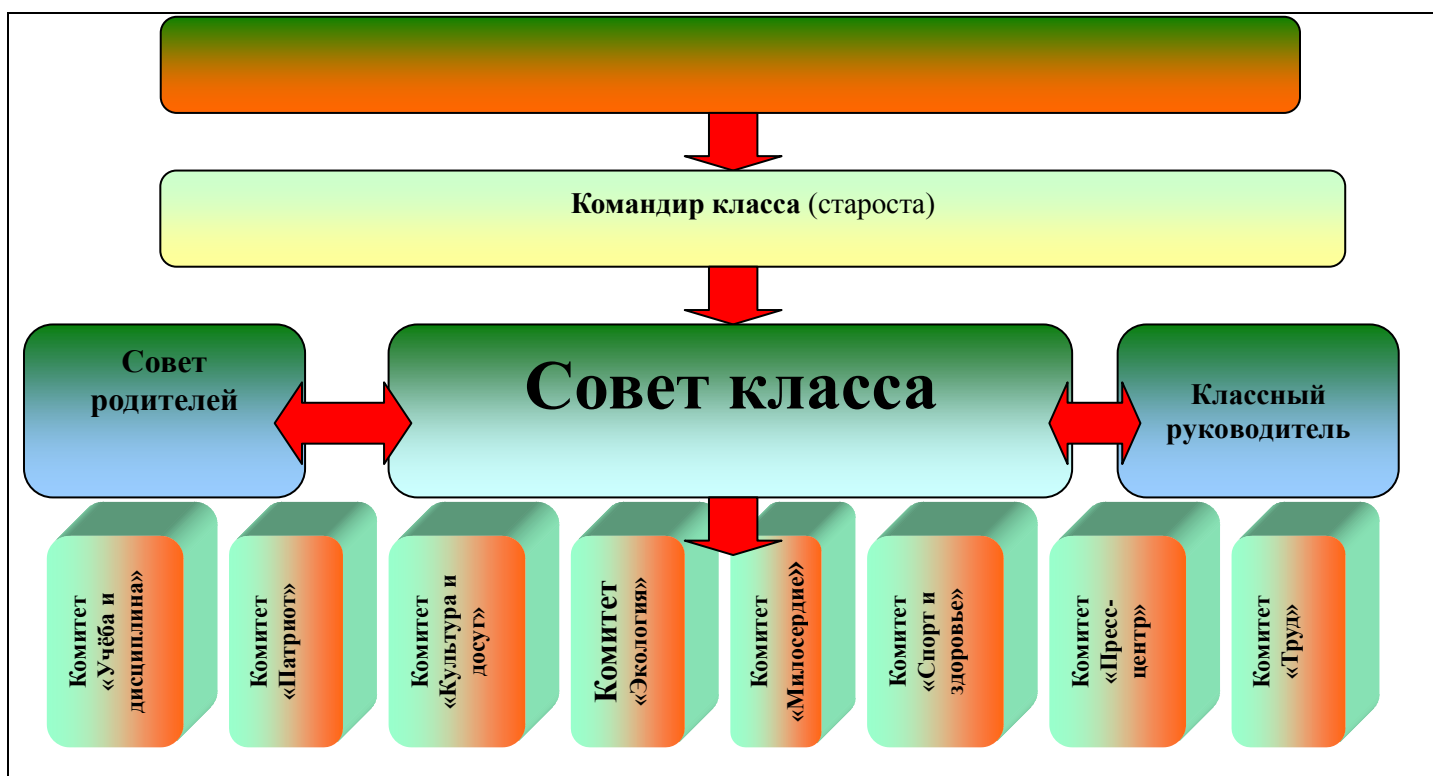 Командир класса (староста)
Совет
родителей
Совет класса
Классный
руководитель
Комитет
«Учёба и
дисциплина»
Комитет
«Патриот»
Комитет
«Культура и
досуг»
Комитет
«Экология»
Комитет
«Милосердие»
Комитет
«Спорт и
здоровье»
Комитет
«Пресс-
центр»
Комитет
«Труд»